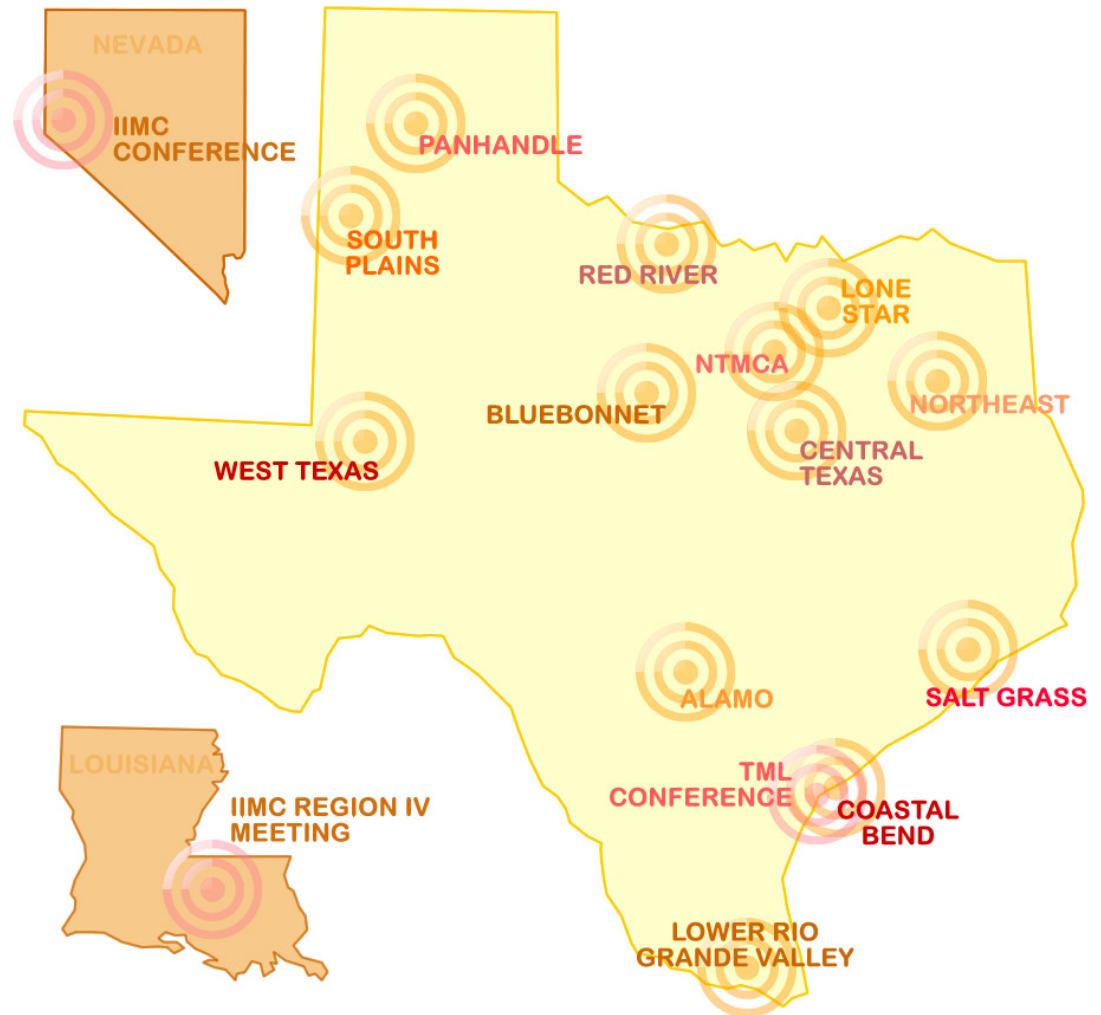 NEVADA
IIMC
CONFERENCE
PANHANDLE
SOUTH
PLAINS
RED RIVER
LONE
STAR
NTMCA
NORTHEAST
BLUEBONNET
CENTRAL
TEXAS
WEST TEXAS
ALAMO
SALT GRASS
TML
CONFERENCE
COASTAL
BEND
LOUISIANA
IIMC REGION IV
MEETING
LOWER RIO
GRANDE VALLEY